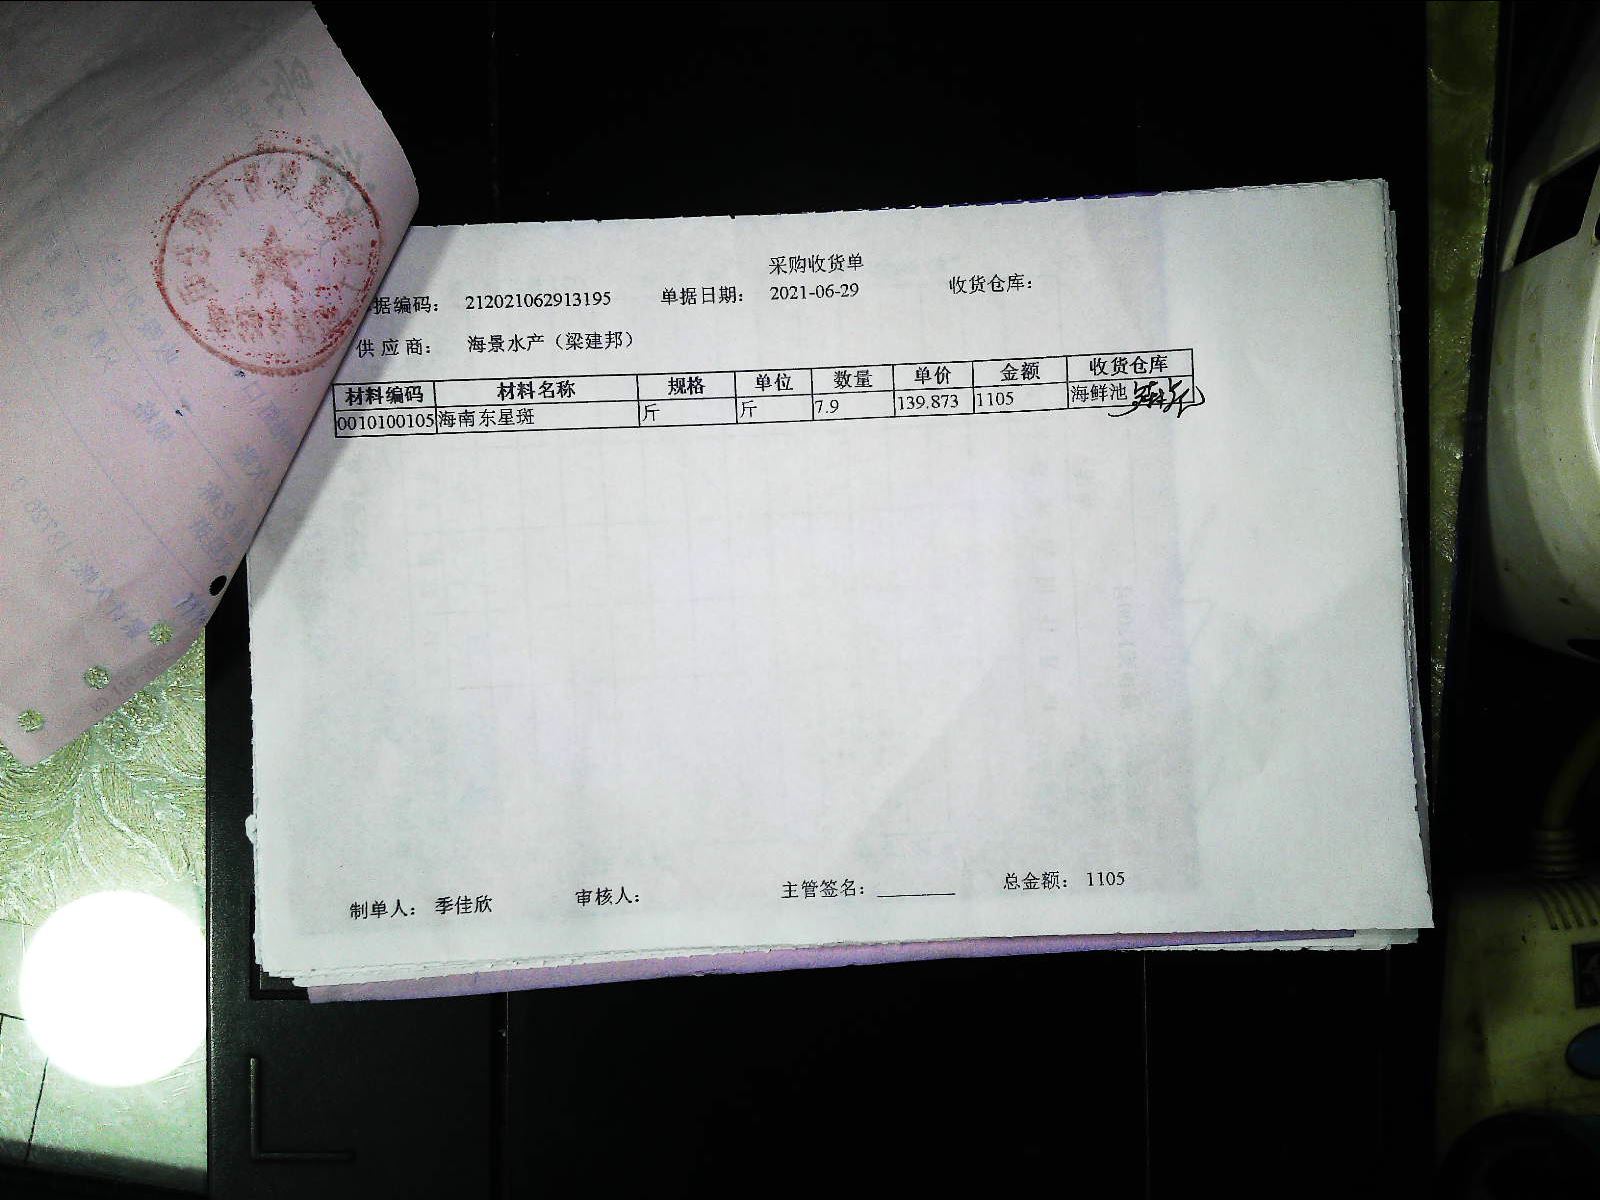 采购收货单
据编码： 212021062913195 单据日期： 2021-06-29 收货仓库：
供 应 商： 海景水产（梁建邦）
材料编码 材料名称 规格 单位 数量 单价 金额 收货仓库
0010100105 海南东星斑 斤 斤 7.9 139.873 1105 海鲜池
制单人： 季佳欣 审核人： 主管签名： 总金额： 1105